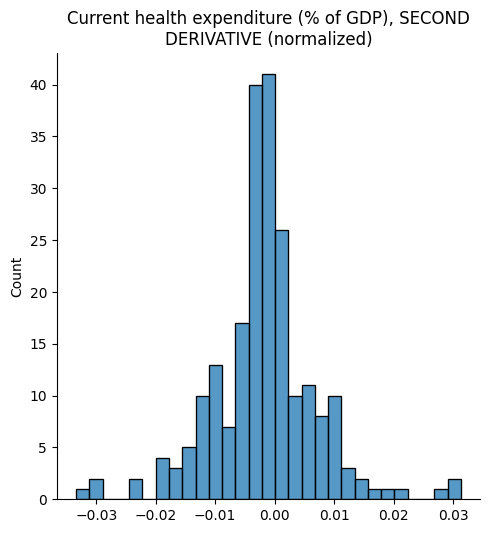 Current health expenditure (% of GDP), SECOND
DERIVATIVE (normalized)
Count
40
35
30
25
20
15
10
5
0
−0.03 −0.02 −0.01 0.00 0.01 0.02 0.03